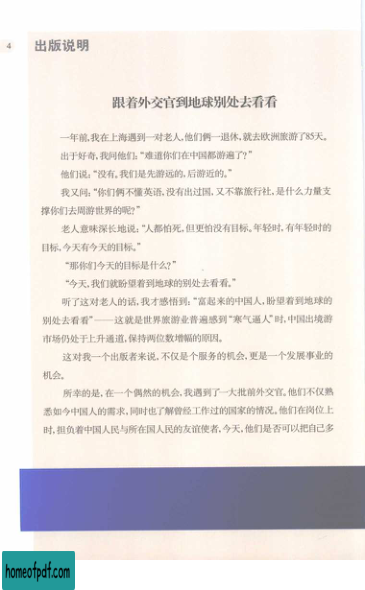 4
出版说明
跟着外交官到地球别处去看看
一年前,我在上海遇到一对老人,他们俩一退休,就去欧洲旅游了85天。
出于好奇,我问他们:“难道你们在中国都游遍了?”
他们说:“没有。我们是先游远的,后游近的。”
我又问:“你们俩不懂英语,没有出过国,又不靠旅行社,是什么力量支
撑你们去周游世界的呢?”
老人意味深长地说:“人都怕死,但更怕没有目标。年轻时,有年轻时的
目标,今天有今天的目标。”
“那你们今天的目标是什么?”
“今天,我们就盼望着到地球的别处去看看。”
听了这对老人的话,我才感悟到:“富起来的中国人,盼望着到地球的
别处去看看”——这就是世界旅游业普遍感到“寒气逼人”时,中国出境游
市场仍处于上升通道,保持两位数增幅的原因。
这对我一个出版者来说,不仅是个服务的机会,更是一个发展事业的
机会。
所幸的是,在一个偶然的机会,我遇到了一大批前外交官。他们不仅熟
悉如今中国人的需求,同时也了解曾经工作过的国家的情况。他们在岗位上
时,担负着中国人民与所在国人民的友谊使者,今天,他们是否可以把自己多
homeofpdf.com